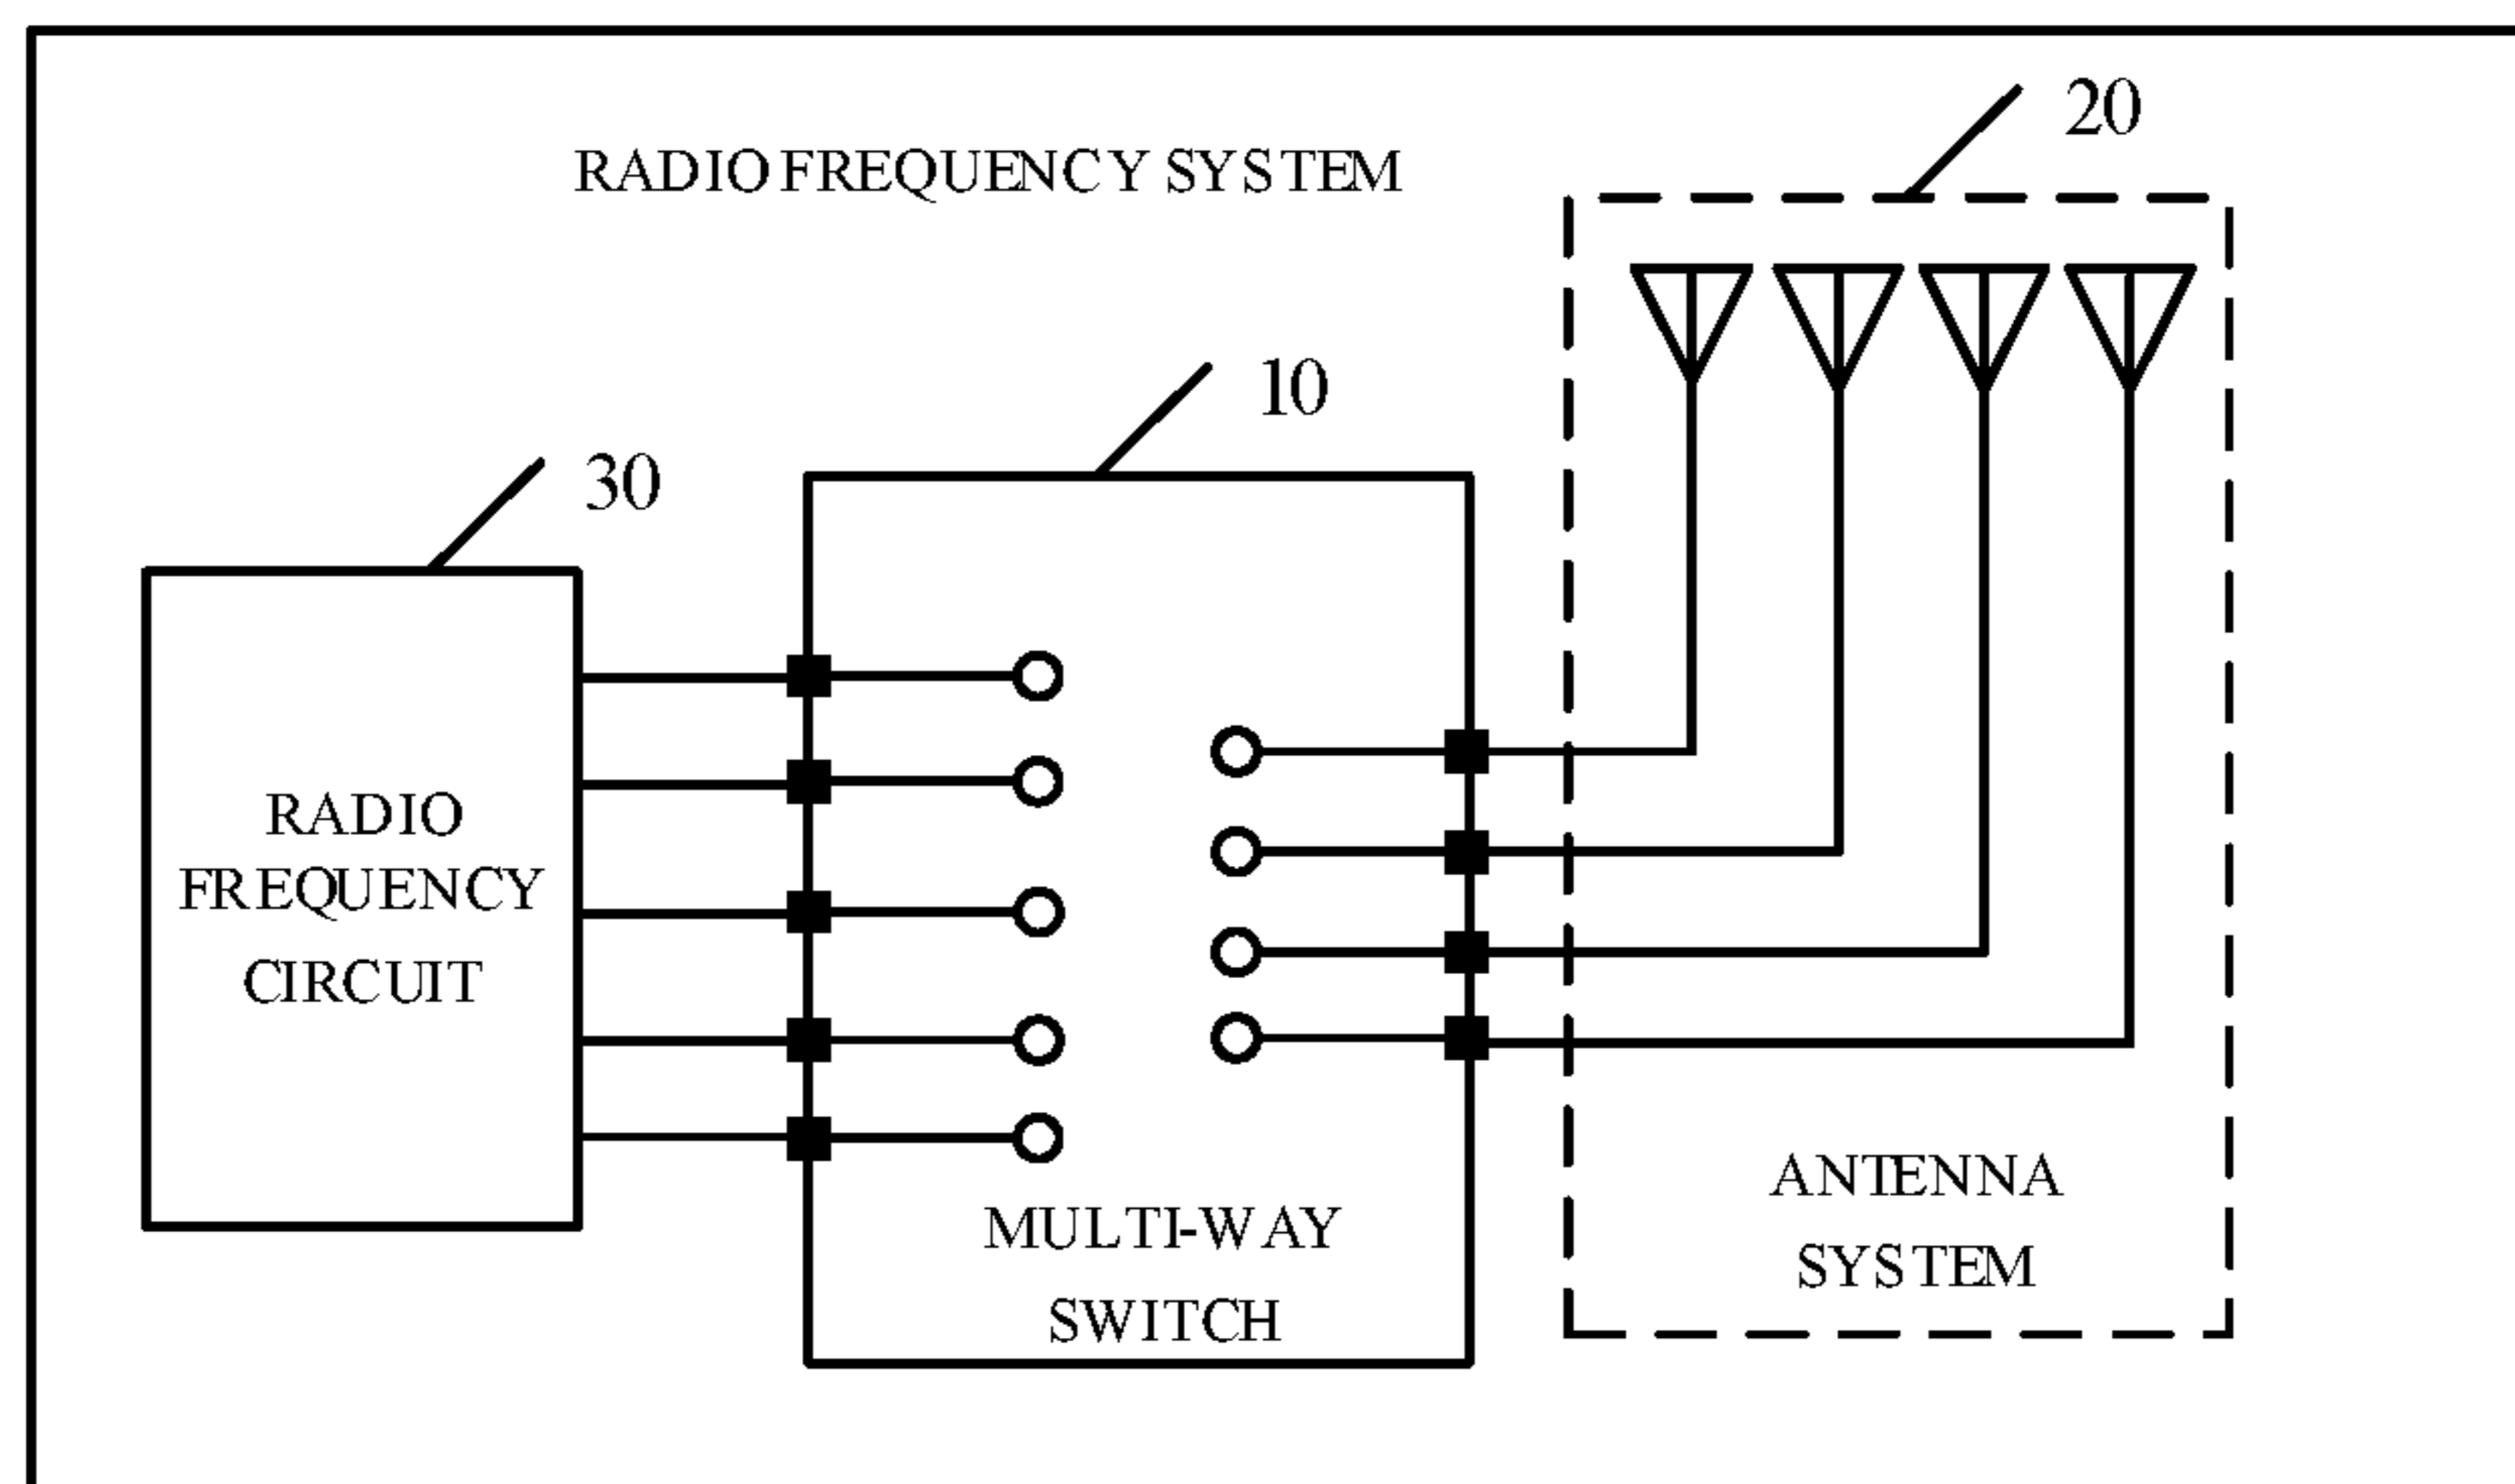 20
RADIO FREQUENCY SYSTEM
10
30
RADIO
FREQUENCY
CIRCUIT
MULTI-WAY
SWITCH
ANTENNA
SYSTEM